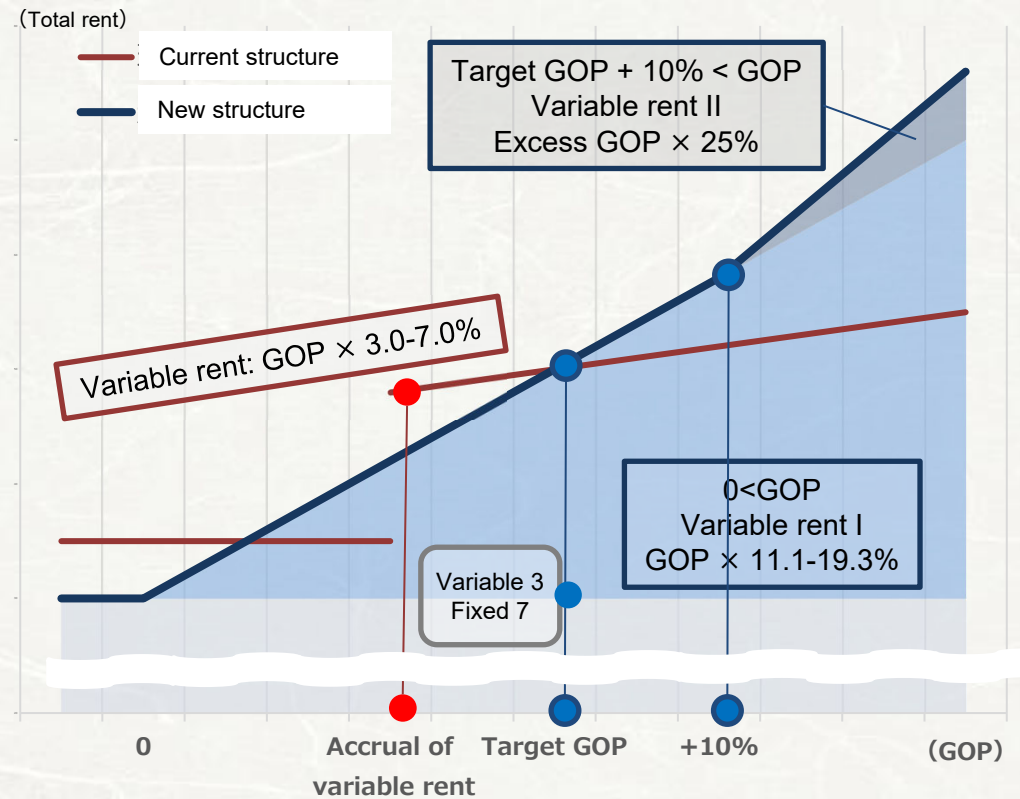 (Total rent)
Current structure
New structure
Target GOP + 10% < GOP
Variable rent II
Excess GOP × 25%
Variable rent: GOP × 3.0-7.0%
0<GOP
Variable rent I
GOP × 11.1-19.3%
Variable 3
Fixed 7
0
Accrual of
variable rent
Target GOP
+10%
(GOP)